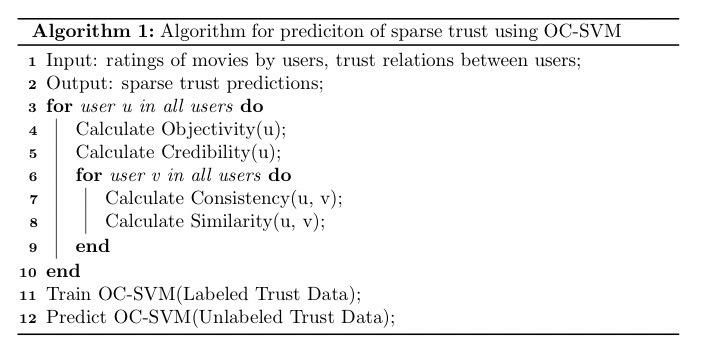 Algorithm 1: Algorithm for prediciton of sparse trust using OC-SVM
1 Input: ratings of movies by users, trust relations between users;
2 Output: sparse trust predictions;
3 for user u in all users do
4 Calculate Objectivity(u);
5 Calculate Credibility(u);
6 for user v in all users do
7 Calculate Consistency(u, v);
8 Calculate Similarity(u, v);
9 end
10 end
11 Train OC-SVM(Labeled Trust Data);
12 Predict OC-SVM(Unlabeled Trust Data);